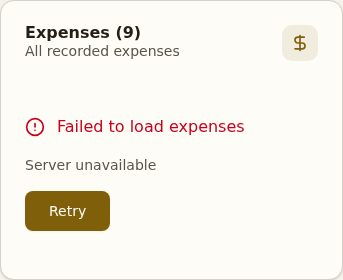 Expenses (9)
All recorded expenses
$
Failed to load expenses
Server unavailable
Retry